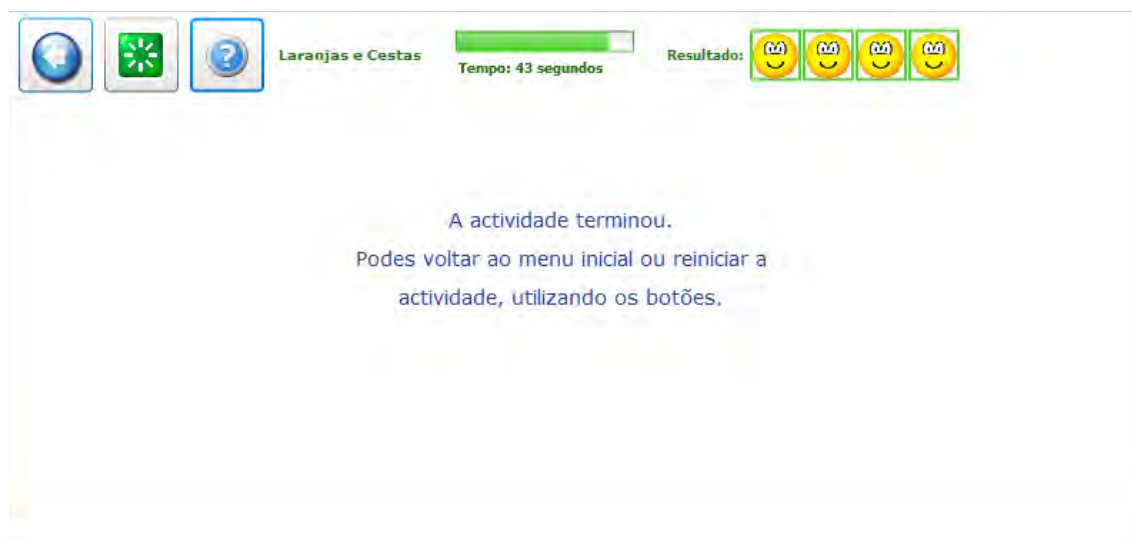 Laranjas e Cestas
Tempo: 43 segundos
Resultado:
A actividade terminou.
Podes voltar ao menu inicial ou reiniciar a
actividade, utilizando os botões.